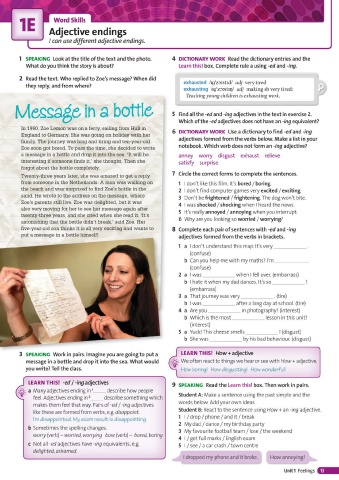 1E
Word Skills
Adjective endings
I can use different adjective endings.
1 SPEAKING Look at the title of the text and the photo.
What do you think the story is about?
2 Read the text. Who replied to Zoe's message? When did
they reply, and from where?
Message in a bottle
In 1990, Zoe Lemon was on a ferry, sailing from Hull in
England to Germany. She was going on holiday with her
family. The journey was long and tiring and ten-year-old
Zoe soon got bored. To pass the time, she decided to write
a message in a bottle and drop it into the sea. 'It will be
interesting if someone finds it,' she thought. Then she
forgot about the bottle completely.
Twenty-three years later, she was amazed to get a reply
from someone in the Netherlands. A man was walking on
the beach and was surprised to find Zoe's bottle in the
sand. He wrote to the address on the message, where
Zoe's parents still live. Zoe was delighted, but it was
also very moving for her to see her message again after
twenty-three years, and she cried when she read it. 'It's
astonishing that the bottle didn't break,' said Zoe. Her
five-year-old son thinks it is all very exciting and wants to
put a message in a bottle himself!
3 SPEAKING Work in pairs. Imagine you are going to put a
message in a bottle and drop it into the sea. What would
you write? Tell the class.
LEARN THIS! -ed / -ing adjectives
a Many adjectives ending in 1 ______ describe how people
feel. Adjectives ending in 2 ______ describe something which
makes them feel that way. Pairs of -ed / -ing adjectives
like these are formed from verbs, e.g. disappoint.
I'm disappointed. My exam result is disappointing.
b Sometimes the spelling changes.
worry (verb) – worried, worrying bore (verb) – bored, boring
c Not all -ed adjectives have -ing equivalents, e.g.
delighted, ashamed.
4 DICTIONARY WORK Read the dictionary entries and the
Learn this! box. Complete rule a using -ed and -ing.
exhausted adj very tired
exhausting adj making sb very tired:
Teaching young children is exhausting work.
5 Find all the -ed and -ing adjectives in the text in exercise 2.
Which of the -ed adjectives does not have an -ing equivalent?
6 DICTIONARY WORK Use a dictionary to find -ed and -ing
adjectives formed from the verbs below. Make a list in your
notebook. Which verb does not form an -ing adjective?
annoy worry disgust exhaust relieve
satisfy surprise
7 Circle the correct forms to complete the sentences.
1 I don't like this film. It's bored / boring.
2 I don't find computer games very excited / exciting.
3 Don't be frightened / frightening. The dog won't bite.
4 I was shocked / shocking when I heard the news.
5 It's really annoyed / annoying when you interrupt.
6 Why are you looking so worried / worrying?
8 Complete each pair of sentences with -ed and -ing
adjectives formed from the verbs in brackets.
1 a I don't understand this map. It's very ______.
(confuse)
b Can you help me with my maths? I'm ______.
(confuse)
2 a I was ______ when I fell over. (embarrass)
b I hate it when my dad dances. It's so ______!
(embarrass)
3 a That journey was very ______. (tire)
b I was ______ after a long day at school. (tire)
4 a Are you ______ in photography? (interest)
b Which is the most ______ lesson in this unit?
(interest)
5 a Yuck! This cheese smells ______! (disgust)
b She was ______ by his bad behaviour. (disgust)
LEARN THIS! How + adjective
We often react to things we hear or see with How + adjective.
How boring! How disgusting! How wonderful!
9 SPEAKING Read the Learn this! box. Then work in pairs.
Student A: Make a sentence using the past simple and the
words below. Add your own ideas.
Student B: React to the sentence using How + an -ing adjective.
1 I / drop / phone / and it / break
2 My dad / dance / my birthday party
3 My favourite football team / lose / the weekend
4 I / get full marks / English exam
5 I / see / a car crash / town centre
I dropped my phone and it broke.
How annoying!
Unit 1 Feelings 13